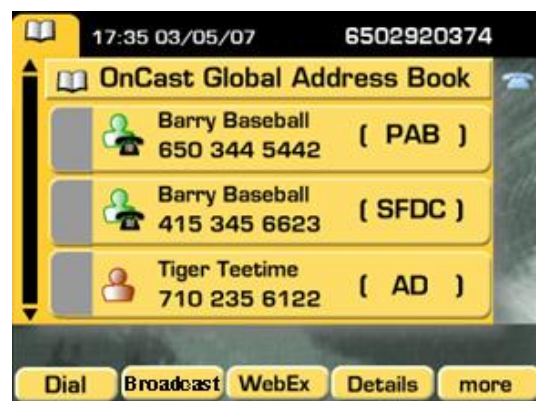 17:35 03/05/07 6502920374
OnCast Global Address Book
Barry Baseball
650 344 5442 ( PAB )
Barry Baseball
415 345 6623 ( SFDC )
Tiger Teetime
710 235 6122 ( AD )
Dial Broadcast WebEx Details more